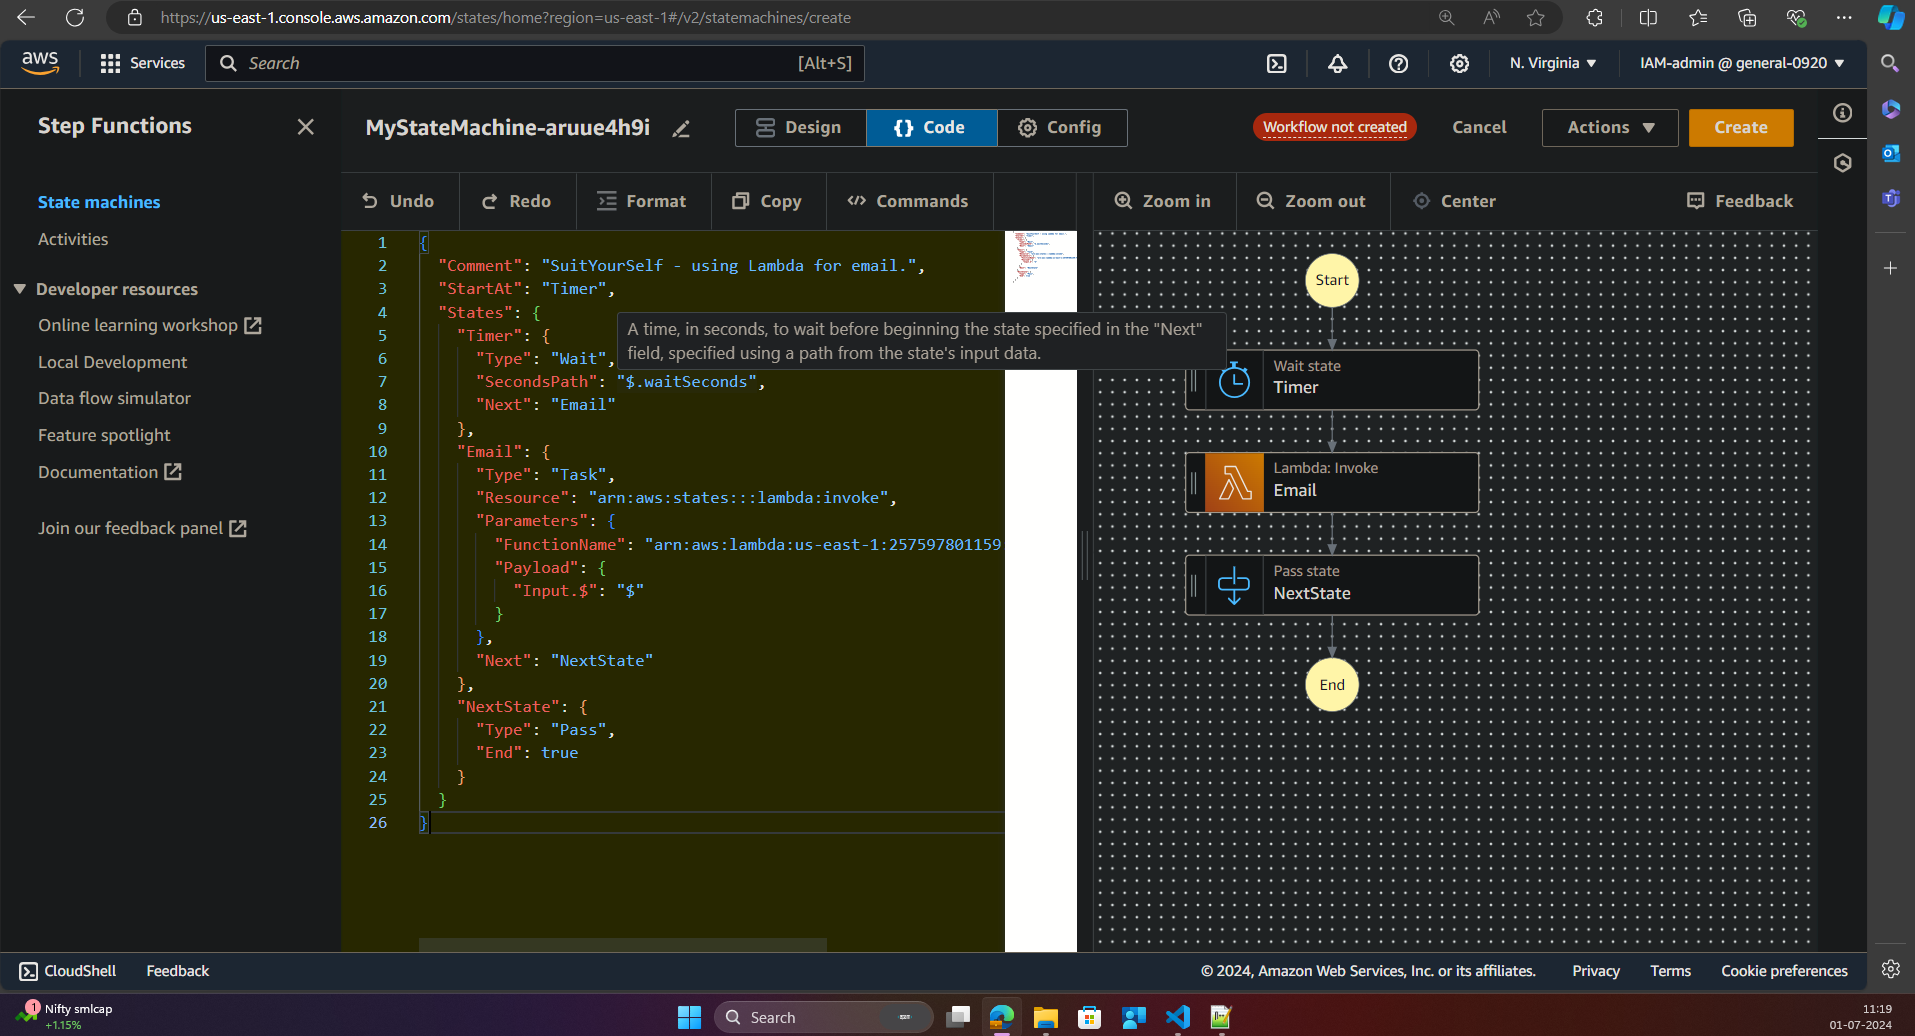 https://us-east-1.console.aws.amazon.com/states/home?region=us-east-1#/v2/statemachines/create
aws
Services
Search
[Alt+S]
N. Virginia
IAM-admin @ general-0920
Step Functions
State machines
Activities
Developer resources
Online learning workshop
Local Development
Data flow simulator
Feature spotlight
Documentation
Join our feedback panel
MyStateMachine-aruue4h9i
Design
{} Code
Config
Workflow not created
Cancel
Actions
Create
Undo
Redo
Format
Copy
Commands
Zoom in
Zoom out
Center
Feedback
1 {
2 "Comment": "SuitYourSelf - using Lambda for email.",
3 "StartAt": "Timer",
4 "States": {
5 "Timer": {
6 "Type": "Wait",
7 "SecondsPath": "$.waitSeconds",
8 "Next": "Email"
9 },
10 "Email": {
11 "Type": "Task",
12 "Resource": "arn:aws:states:::lambda:invoke",
13 "Parameters": {
14 "FunctionName": "arn:aws:lambda:us-east-1:257597801159
15 "Payload": {
16 "Input.$": "$"
17 }
18 },
19 "Next": "NextState"
20 },
21 "NextState": {
22 "Type": "Pass",
23 "End": true
24 }
25 }
26 }
A time, in seconds, to wait before beginning the state specified in the "Next"
field, specified using a path from the state's input data.
Start
Wait state
Timer
Lambda: Invoke
Email
Pass state
NextState
End
CloudShell
Feedback
© 2024, Amazon Web Services, Inc. or its affiliates.
Privacy
Terms
Cookie preferences
1
Nifty smlcap
+1.15%
Search
11:19
01-07-2024